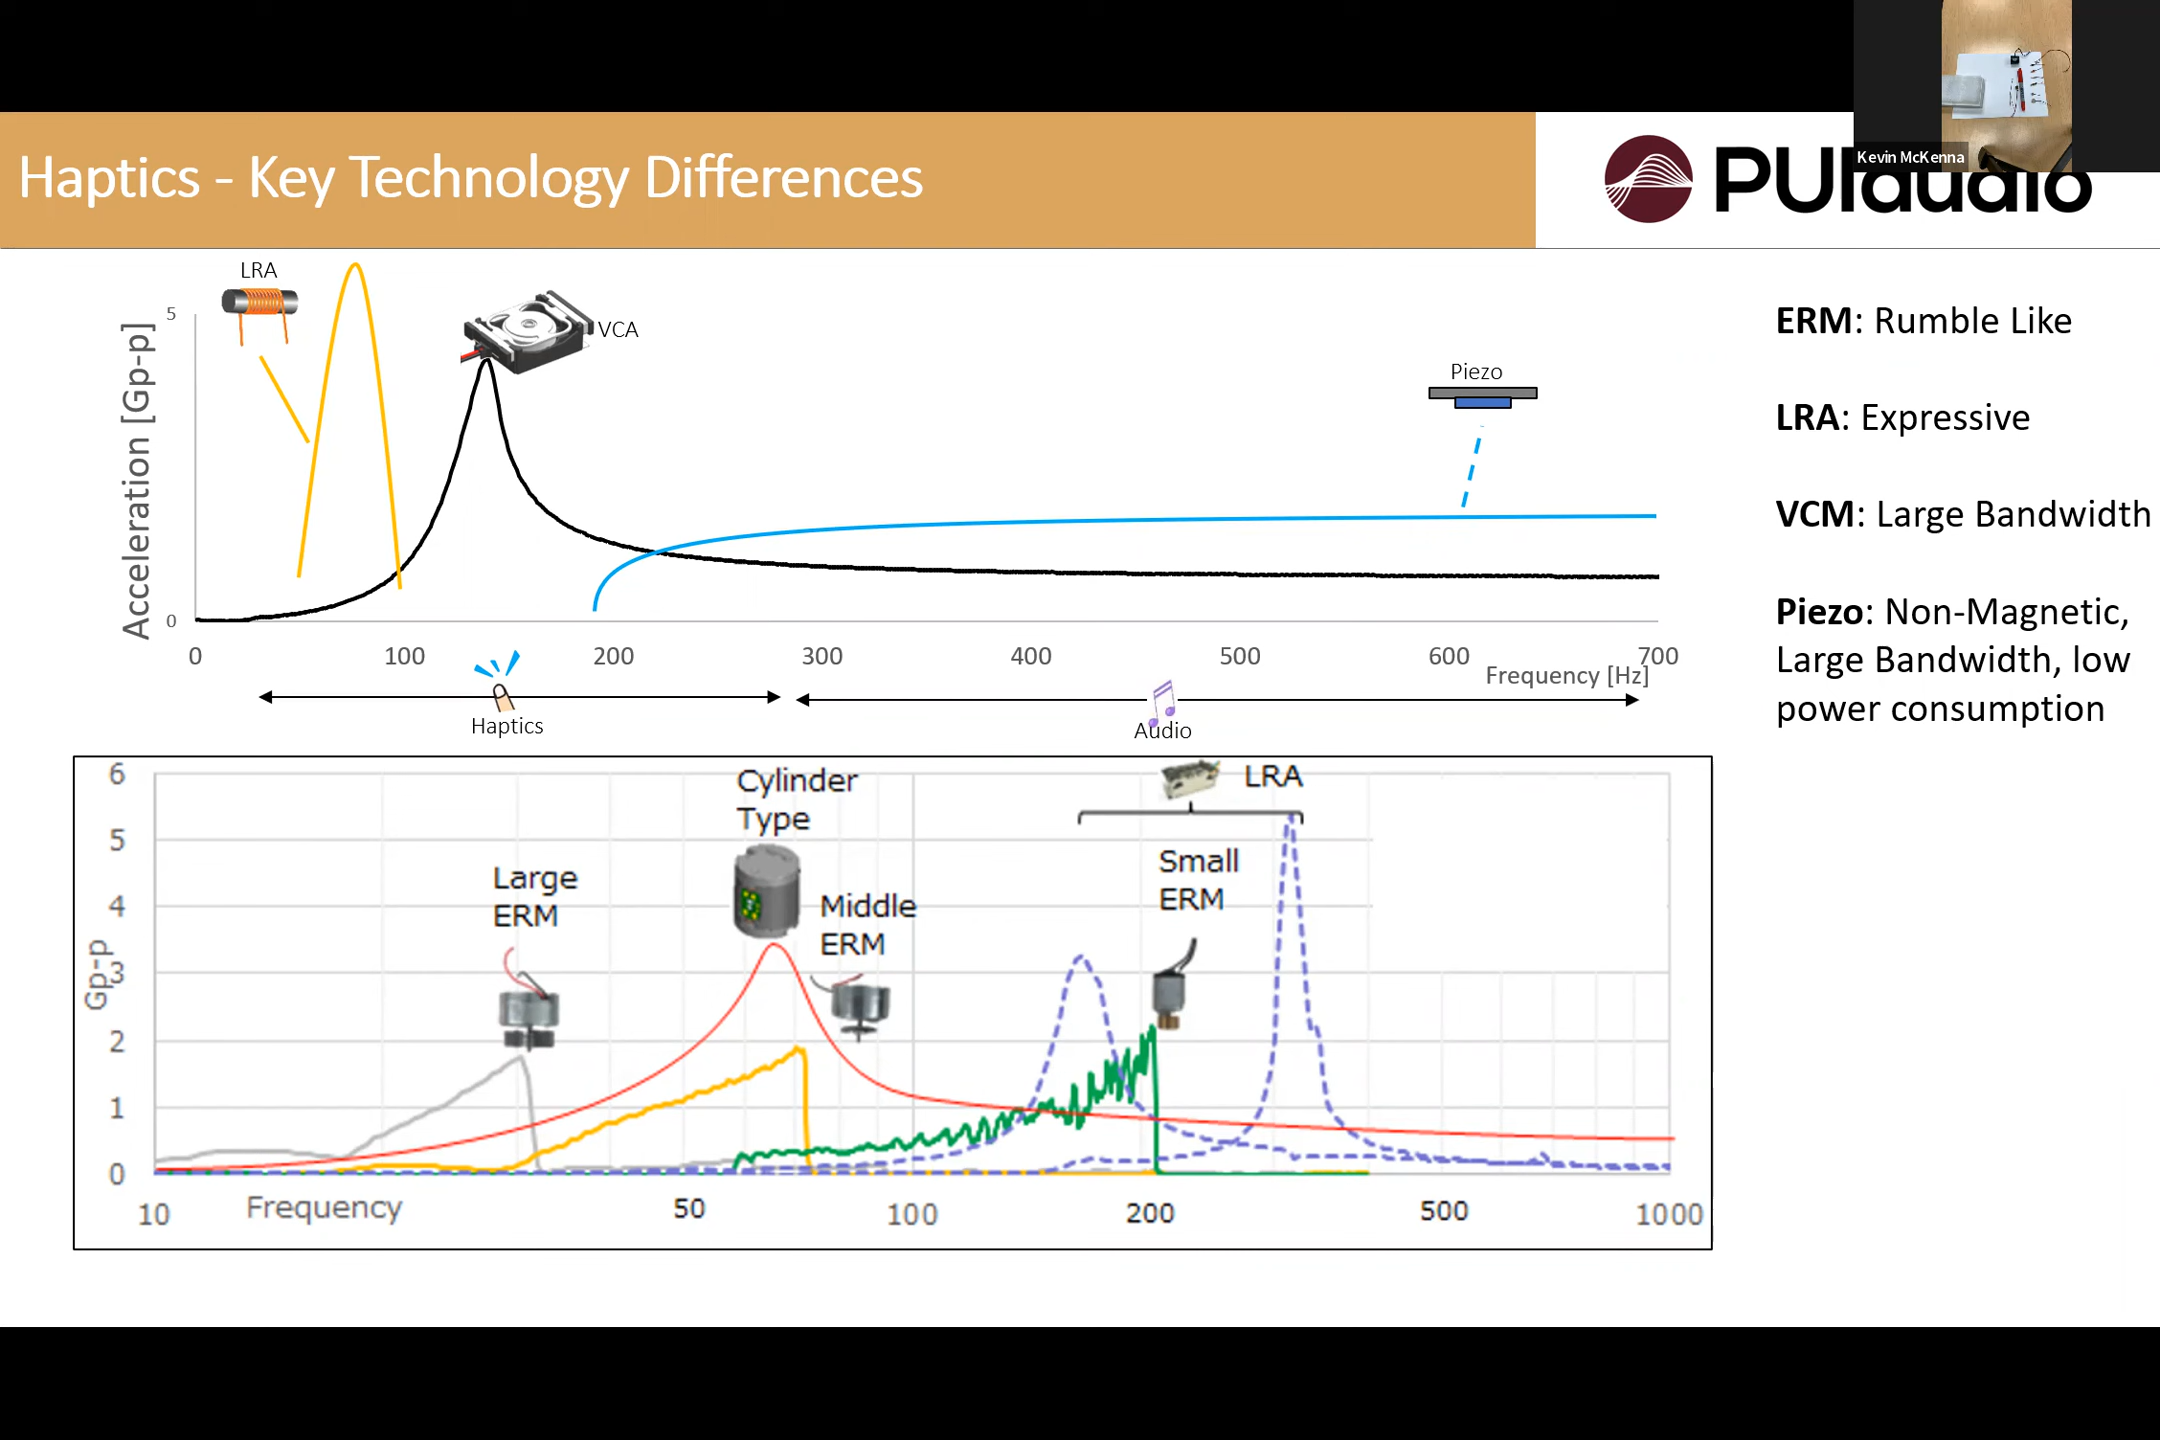 Kevin McKenna
Haptics - Key Technology Differences
PUIaudio
LRA
VCA
Piezo
Acceleration [Gp-p]
5
0
0 100 200 300 400 500 600 700
Frequency [Hz]
Haptics
Audio
ERM: Rumble Like
LRA: Expressive
VCM: Large Bandwidth
Piezo: Non-Magnetic,
Large Bandwidth, low
power consumption
Gp-p
6
5
4
3
2
1
0
Large
ERM
Cylinder
Type
Middle
ERM
LRA
Small
ERM
10 50 100 200 500 1000
Frequency